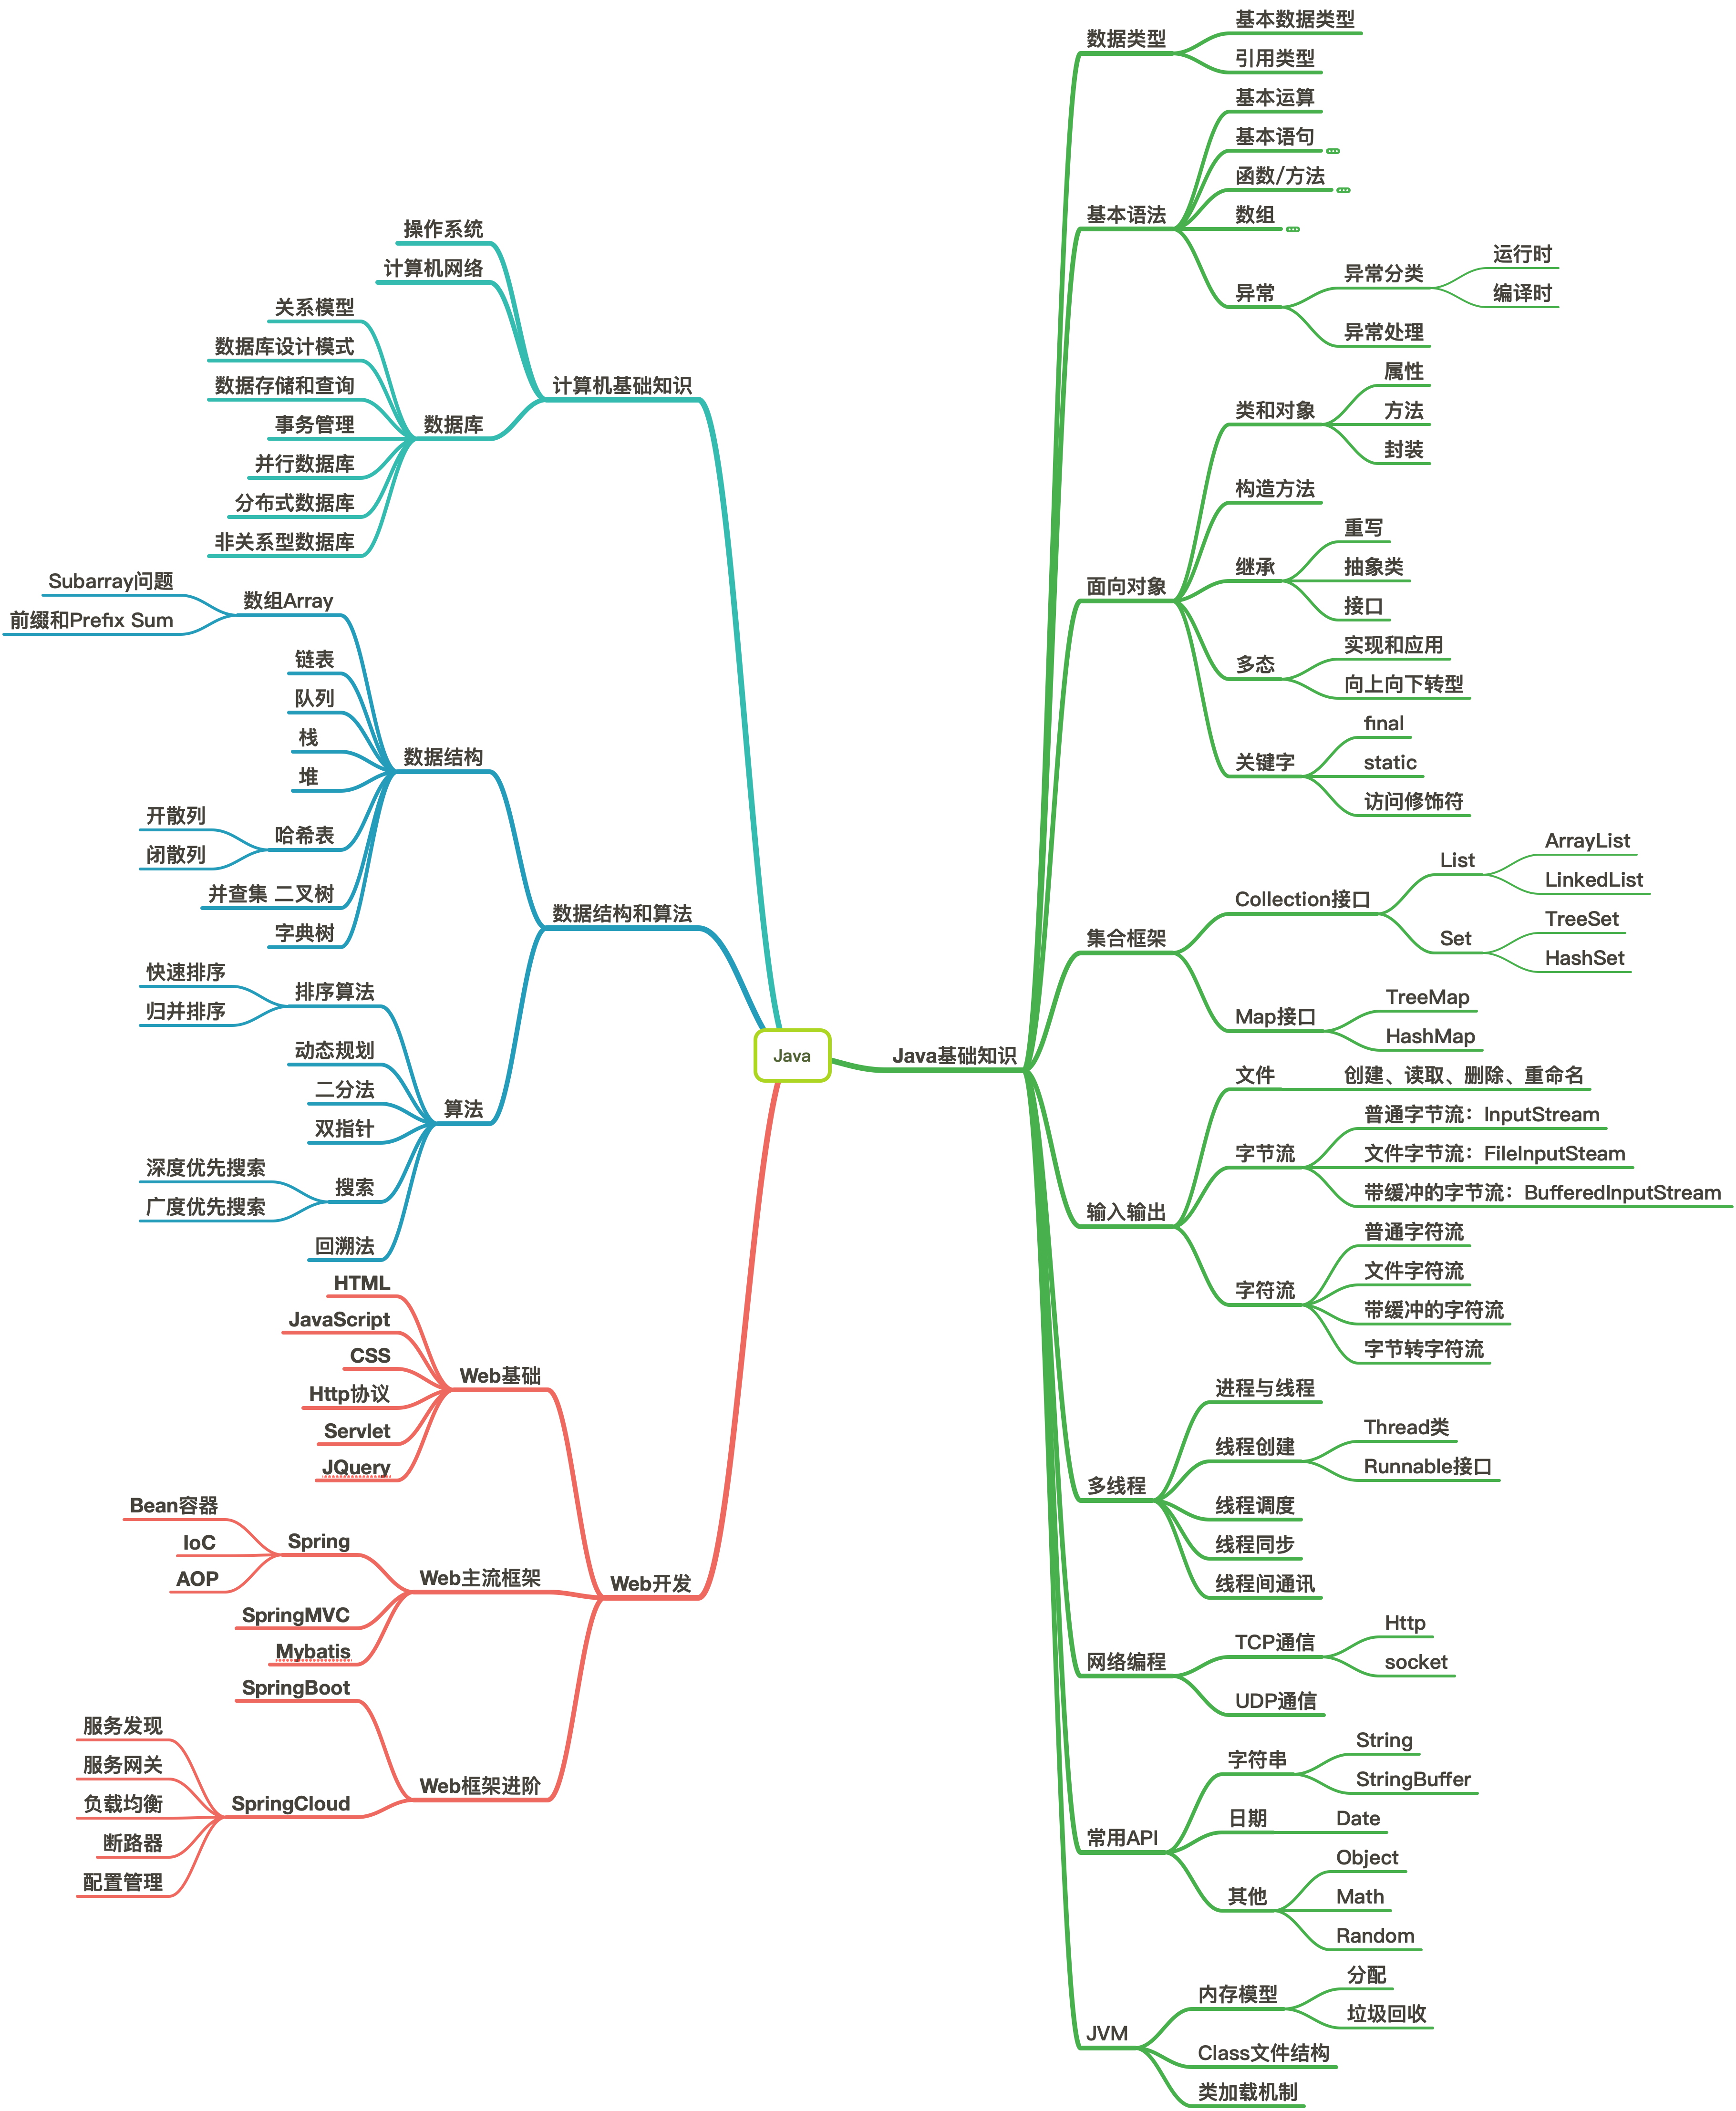 Java
计算机基础知识
操作系统
计算机网络
数据库
关系模型
数据库设计模式
数据存储和查询
事务管理
并行数据库
分布式数据库
非关系型数据库
数据结构和算法
数据结构
数组Array
Subarray问题
前缀和Prefix Sum
链表
队列
栈
堆
哈希表
开散列
闭散列
并查集 二叉树
字典树
算法
排序算法
快速排序
归并排序
动态规划
二分法
双指针
搜索
深度优先搜索
广度优先搜索
回溯法
Web开发
Web基础
HTML
JavaScript
CSS
Http协议
Servlet
JQuery
Web主流框架
Spring
Bean容器
IoC
AOP
SpringMVC
Mybatis
Web框架进阶
SpringBoot
SpringCloud
服务发现
服务网关
负载均衡
断路器
配置管理
Java基础知识
数据类型
基本数据类型
引用类型
基本语法
基本运算
基本语句
函数/方法
数组
异常
异常分类
运行时
编译时
异常处理
面向对象
类和对象
属性
方法
封装
构造方法
继承
重写
抽象类
接口
多态
实现和应用
向上向下转型
关键字
final
static
访问修饰符
集合框架
Collection接口
List
ArrayList
LinkedList
Set
TreeSet
HashSet
Map接口
TreeMap
HashMap
输入输出
文件
创建、读取、删除、重命名
字节流
普通字节流：InputStream
文件字节流：FileInputSteam
带缓冲的字节流：BufferedInputStream
字符流
普通字符流
文件字符流
带缓冲的字符流
字节转字符流
多线程
进程与线程
线程创建
Thread类
Runnable接口
线程调度
线程同步
线程间通讯
网络编程
TCP通信
Http
socket
UDP通信
常用API
字符串
String
StringBuffer
日期
Date
其他
Object
Math
Random
JVM
内存模型
分配
垃圾回收
Class文件结构
类加载机制